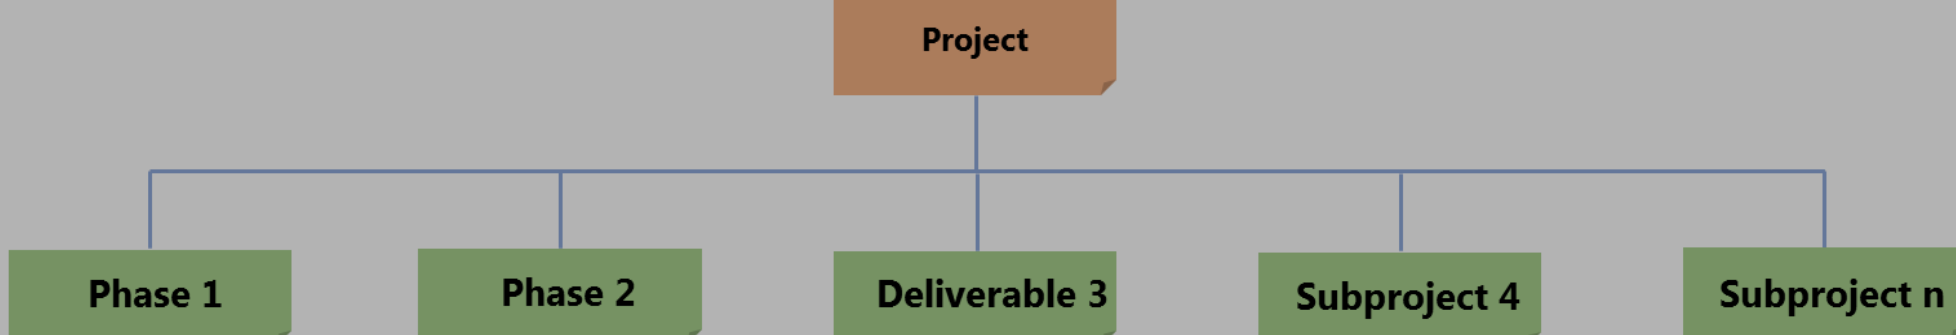 Project
Phase 1
Phase 2
Deliverable 3
Subproject 4
Subproject n